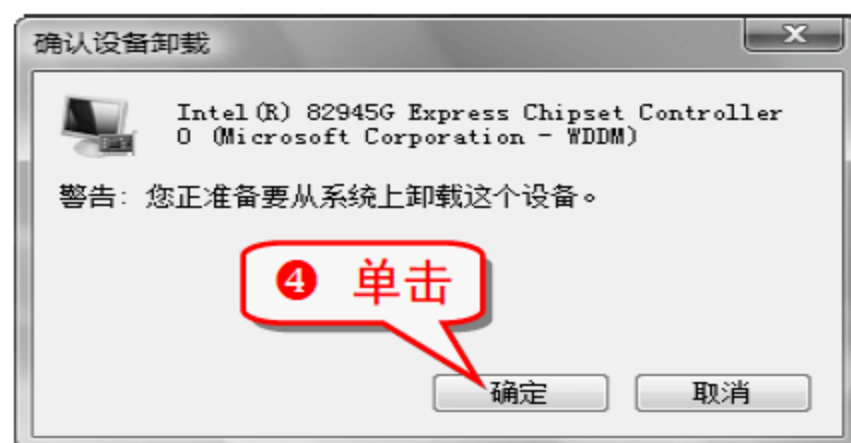 确认设备卸载
Intel(R) 82945G Express Chipset Controller
0 (Microsoft Corporation - WDDM)
警告: 您正准备要从系统上卸载这个设备。
❹ 单击
确定
取消